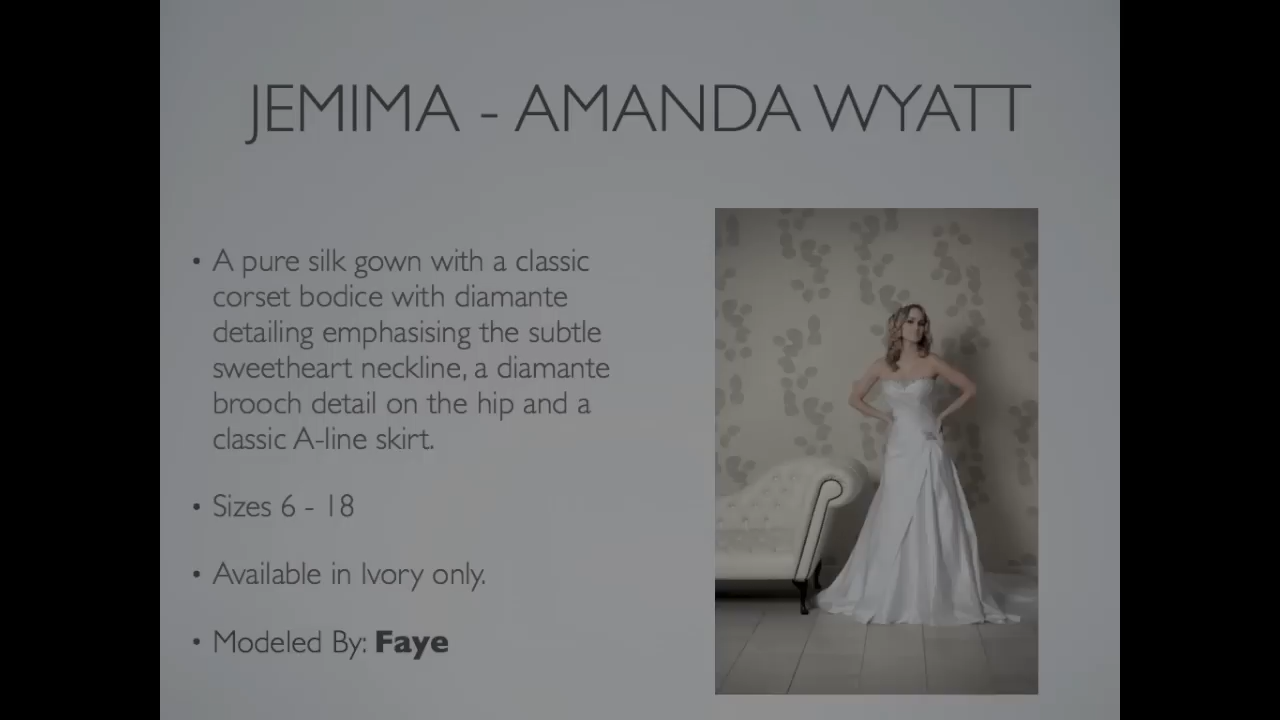 JEMIMA - AMANDA WYATT
• A pure silk gown with a classic
corset bodice with diamante
detailing emphasising the subtle
sweetheart neckline, a diamante
brooch detail on the hip and a
classic A-line skirt.
• Sizes 6 - 18
• Available in Ivory only.
• Modeled By: Faye